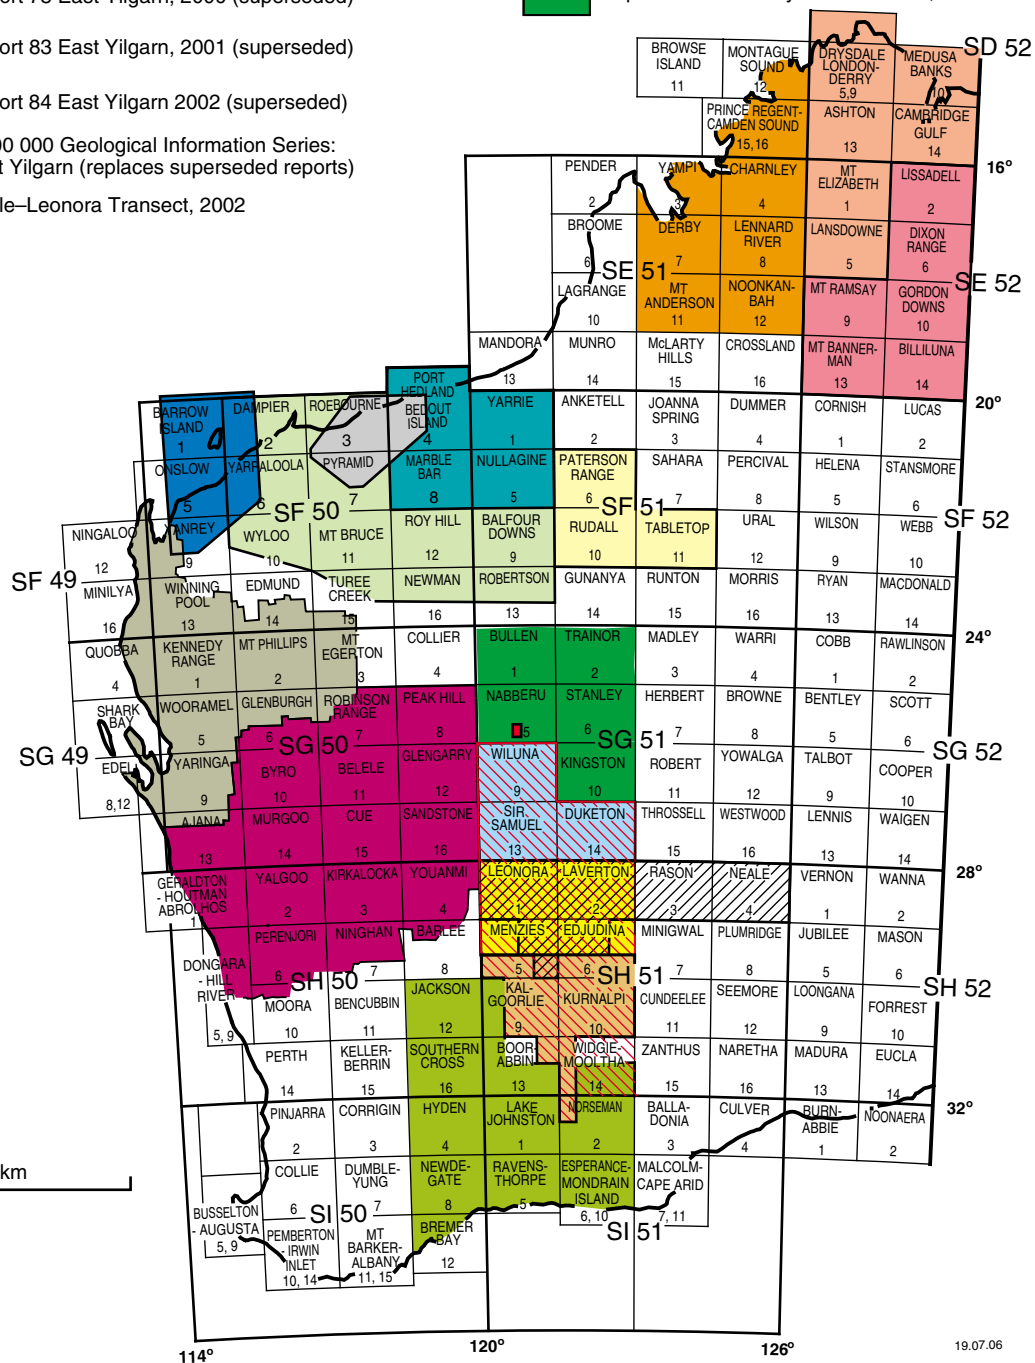 ort 83 East Yilgarn, 2001 (superseded)
ort 84 East Yilgarn 2002 (superseded)
00 000 Geological Information Series:
t Yilgarn (replaces superseded reports)
le–Leonora Transect, 2002
SD 52
BROWSE ISLAND 11
MONTAGUE SOUND 12
DRYSDALE LONDON-DERRY 5,9
MEDUSA BANKS 10
PRINCE REGENT-CAMDEN SOUND 15, 16
ASHTON 13
CAMBRIDGE GULF 14
16°
PENDER 2
YAMPI 3
CHARNLEY 4
MT ELIZABETH 1
LISSADELL 2
BROOME 6
DERBY 7
LENNARD RIVER 8
LANSDOWNE 5
DIXON RANGE 6
SE 51
SE 52
LAGRANGE 10
MT ANDERSON 11
NOONKAN-BAH 12
MT RAMSAY 9
GORDON DOWNS 10
MANDORA 13
MUNRO 14
McLARTY HILLS 15
CROSSLAND 16
MT BANNER-MAN 13
BILLILUNA 14
20°
BARROW ISLAND 1
DAMPIER 2
ROEBOURNE 3
PORT HEDLAND
BEDOUT ISLAND 4
YARRIE 1
ANKETELL 2
JOANNA SPRING 3
DUMMER 4
CORNISH 1
LUCAS 2
ONSLOW 5
YARRALOOLA 6
PYRAMID 7
MARBLE BAR 8
NULLAGINE 5
PATERSON RANGE 6
SAHARA 7
PERCIVAL 8
HELENA 5
STANSMORE 6
SF 50
SF 51
SF 52
NINGALOO 12
YANREY 9
WYLOO 10
MT BRUCE 11
ROY HILL 12
BALFOUR DOWNS 9
RUDALL 10
TABLETOP 11
URAL 12
WILSON 9
WEBB 10
SF 49
MINILYA 16
WINNING POOL 13
EDMUND 14
TUREE CREEK 15
NEWMAN 16
ROBERTSON 13
GUNANYA 14
RUNTON 15
MORRIS 16
RYAN 13
MACDONALD 14
24°
QUOBBA 4
KENNEDY RANGE 1
MT PHILLIPS 2
MT EGERTON 3
COLLIER 4
BULLEN 1
TRAINOR 2
MADLEY 3
WARRI 4
COBB 1
RAWLINSON 2
SHARK BAY
WOORAMEL 5
GLENBURGH 6
ROBINSON RANGE 7
PEAK HILL 8
NABBERU 5
STANLEY 6
HERBERT 7
BROWNE 8
BENTLEY 5
SCOTT 6
SG 49
SG 50
SG 51
SG 52
EDEL 8,12
YARINGA 9
BYRO 10
BELELE 11
GLENGARRY 12
WILUNA 9
KINGSTON 10
ROBERT 11
YOWALGA 12
TALBOT 9
COOPER 10
AJANA 13
MURGOO 14
CUE 15
SANDSTONE 16
SIR SAMUEL 13
DUKETON 14
THROSSELL 15
WESTWOOD 16
LENNIS 13
WAIGEN 14
28°
GERALDTON - HOUTMAN ABROLHOS 1
YALGOO 2
KIRKALOCKA 3
YOUANMI 4
LEONORA 1
LAVERTON 2
RASON 3
NEALE 4
VERNON 1
WANNA 2
DONGARA - HILL RIVER 5, 9
PERENJORI 6
NINGHAN 7
BARLEE 8
MENZIES 5
EDJUDINA 6
MINIGWAL 7
PLUMRIDGE 8
JUBILEE 5
MASON 6
SH 50
SH 51
SH 52
MOORA 10
BENCUBBIN 11
JACKSON 12
KAL-GOORLIE 9
KURNALPI 10
CUNDEELEE 11
SEEMORE 12
LOONGANA 9
FORREST 10
PERTH 14
KELLER-BERRIN 15
SOUTHERN CROSS 16
BOOR-ABBIN 13
WIDGIE-MOOLTHA 14
ZANTHUS 15
NARETHA 16
MADURA 13
EUCLA 14
32°
PINJARRA 2
CORRIGIN 3
HYDEN 4
LAKE JOHNSTON 1
NORSEMAN 2
BALLA-DONIA 3
CULVER 4
BURN-ABBIE 1
NOONAERA 2
km
COLLIE 6
DUMBLE-YUNG 7
NEWDE-GATE 8
RAVENS-THORPE 5
ESPERANCE-MONDRAIN ISLAND 6, 10
MALCOLM-CAPE ARID 7, 11
BUSSELTON - AUGUSTA 5, 9
SI 50
SI 51
PEMBERTON - IRWIN INLET 10, 14
MT BARKER-ALBANY 11, 15
BREMER BAY 12
114°
120°
126°
19.07.06